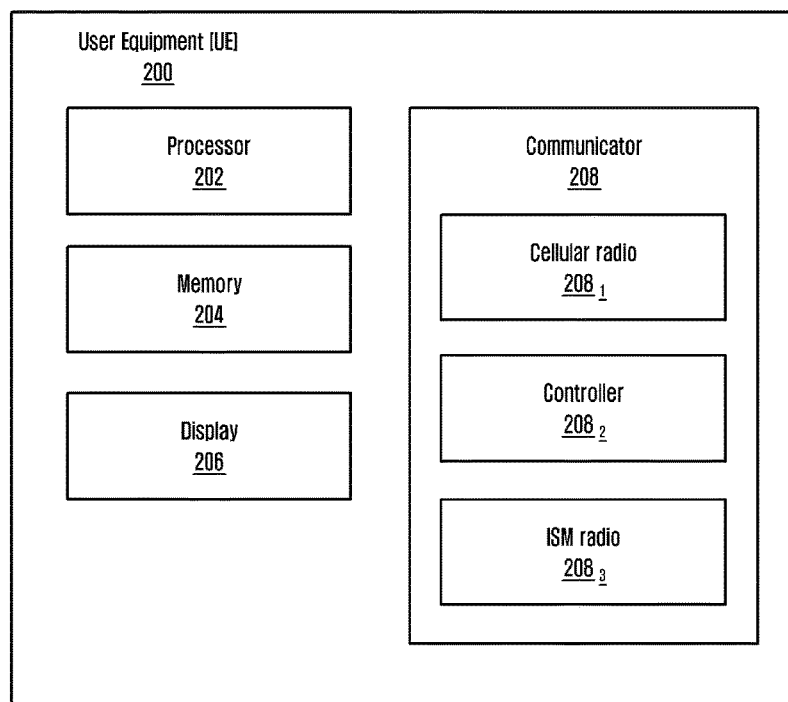 User Equipment [UE]
200
Processor
202
Memory
204
Display
206
Communicator
208
Cellular radio
208 1
Controller
208 2
ISM radio
208 3